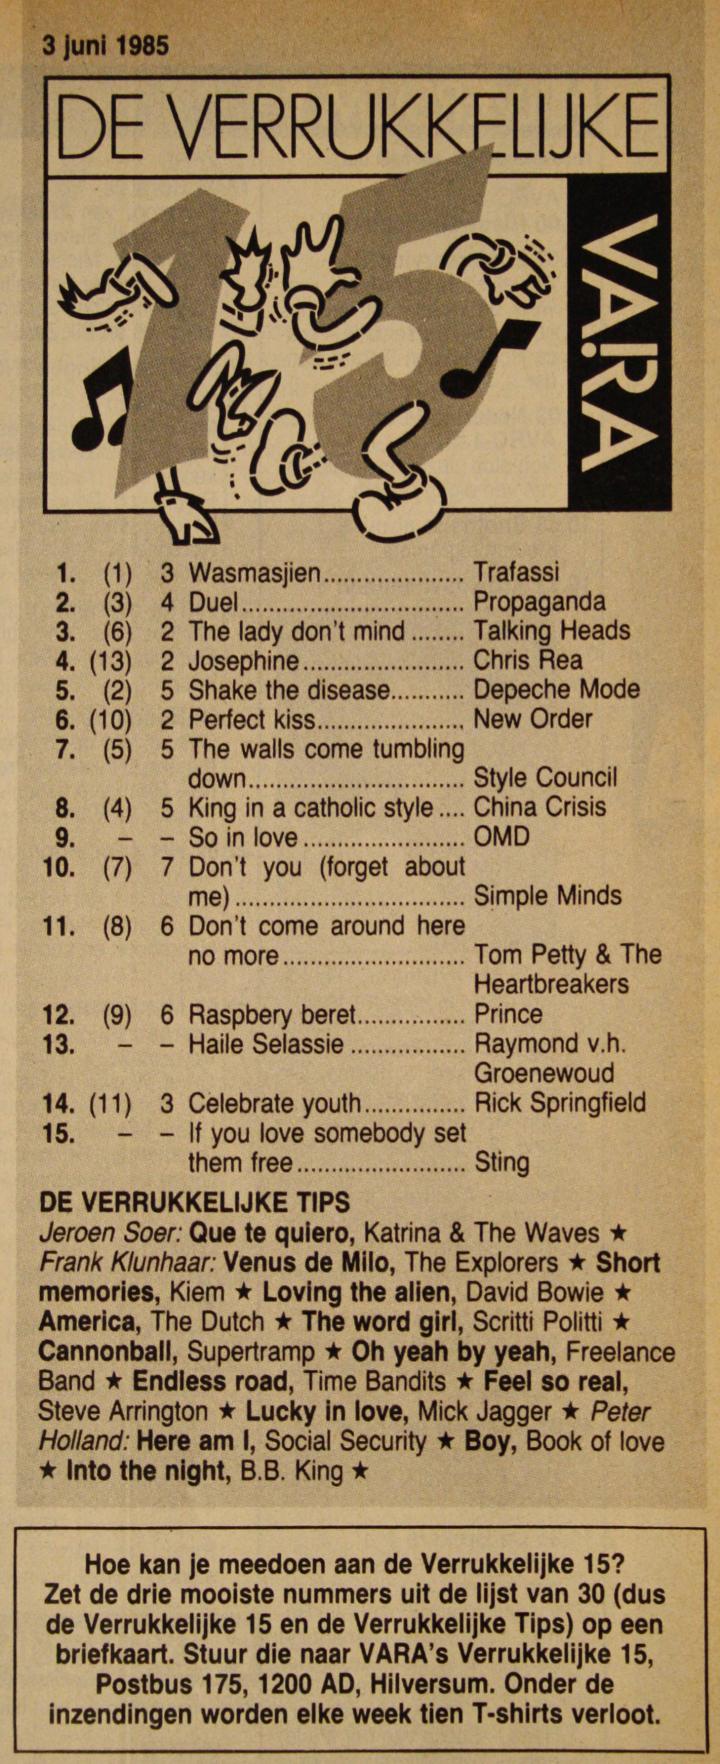 3 juni 1985
DE VERRUKKELIJKE
15
VARA
1. (1) 3 Wasmasjien..................... Trafassi
2. (3) 4 Duel................................. Propaganda
3. (6) 2 The lady don't mind ........ Talking Heads
4. (13) 2 Josephine........................ Chris Rea
5. (2) 5 Shake the disease........... Depeche Mode
6. (10) 2 Perfect kiss...................... New Order
7. (5) 5 The walls come tumbling
down................................ Style Council
8. (4) 5 King in a catholic style .... China Crisis
9. – – So in love ........................ OMD
10. (7) 7 Don't you (forget about
me) .................................. Simple Minds
11. (8) 6 Don't come around here
no more........................... Tom Petty & The
Heartbreakers
12. (9) 6 Raspbery beret................ Prince
13. – – Haile Selassie ................. Raymond v.h.
Groenewoud
14. (11) 3 Celebrate youth............... Rick Springfield
15. – – If you love somebody set
them free......................... Sting
DE VERRUKKELIJKE TIPS
Jeroen Soer: Que te quiero, Katrina & The Waves ★
Frank Klunhaar: Venus de Milo, The Explorers ★ Short
memories, Kiem ★ Loving the alien, David Bowie ★
America, The Dutch ★ The word girl, Scritti Politti ★
Cannonball, Supertramp ★ Oh yeah by yeah, Freelance
Band ★ Endless road, Time Bandits ★ Feel so real,
Steve Arrington ★ Lucky in love, Mick Jagger ★ Peter
Holland: Here am I, Social Security ★ Boy, Book of love
★ Into the night, B.B. King ★
Hoe kan je meedoen aan de Verrukkelijke 15?
Zet de drie mooiste nummers uit de lijst van 30 (dus
de Verrukkelijke 15 en de Verrukkelijke Tips) op een
briefkaart. Stuur die naar VARA's Verrukkelijke 15,
Postbus 175, 1200 AD, Hilversum. Onder de
inzendingen worden elke week tien T-shirts verloot.